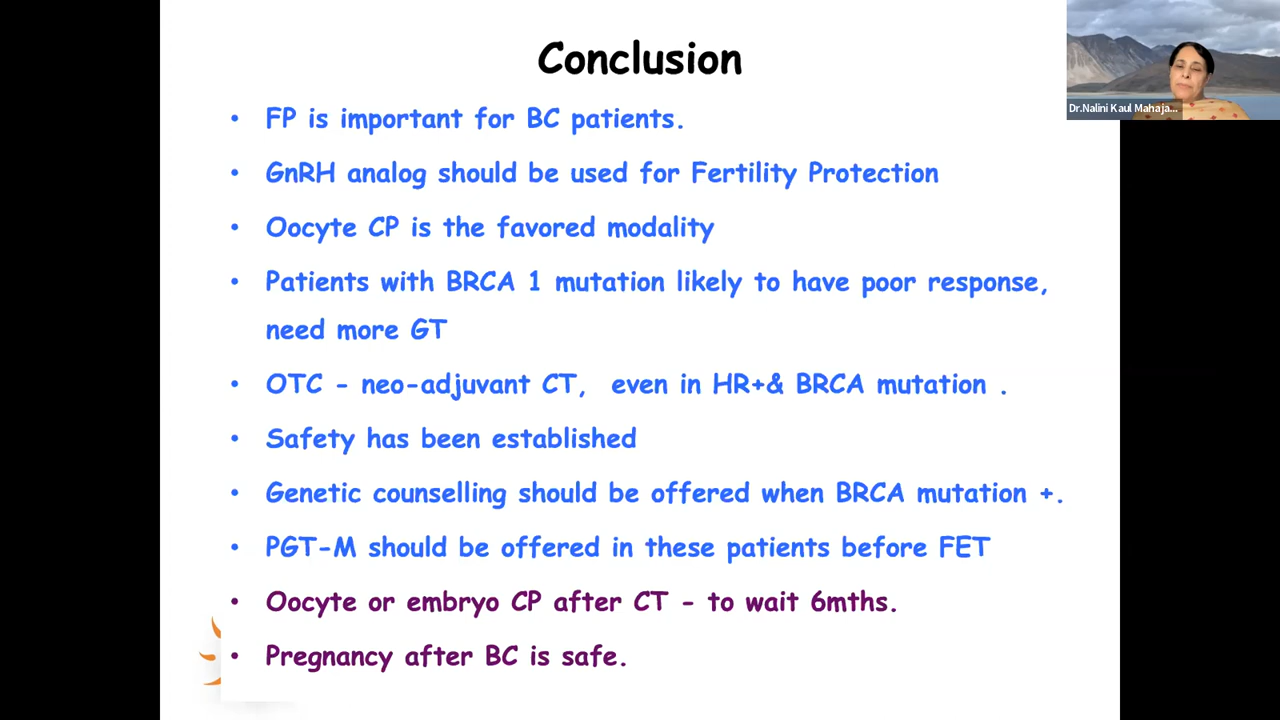 Conclusion
Dr.Nalini Kaul Mahaja...
• FP is important for BC patients.
• GnRH analog should be used for Fertility Protection
• Oocyte CP is the favored modality
• Patients with BRCA 1 mutation likely to have poor response,
need more GT
• OTC - neo-adjuvant CT, even in HR+& BRCA mutation .
• Safety has been established
• Genetic counselling should be offered when BRCA mutation +.
• PGT-M should be offered in these patients before FET
• Oocyte or embryo CP after CT - to wait 6mths.
• Pregnancy after BC is safe.